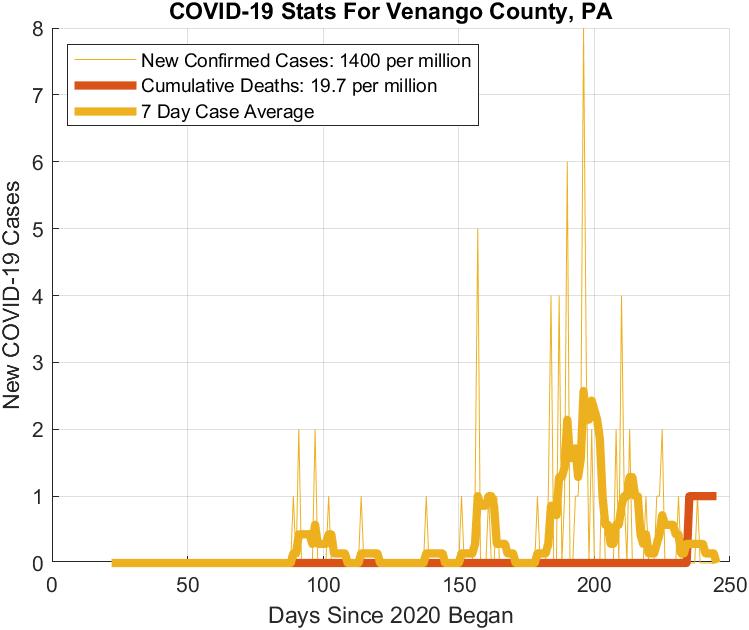 COVID-19 Stats For Venango County, PA
New Confirmed Cases: 1400 per million
Cumulative Deaths: 19.7 per million
7 Day Case Average
New COVID-19 Cases
8
7
6
5
4
3
2
1
0
0 50 100 150 200 250
Days Since 2020 Began